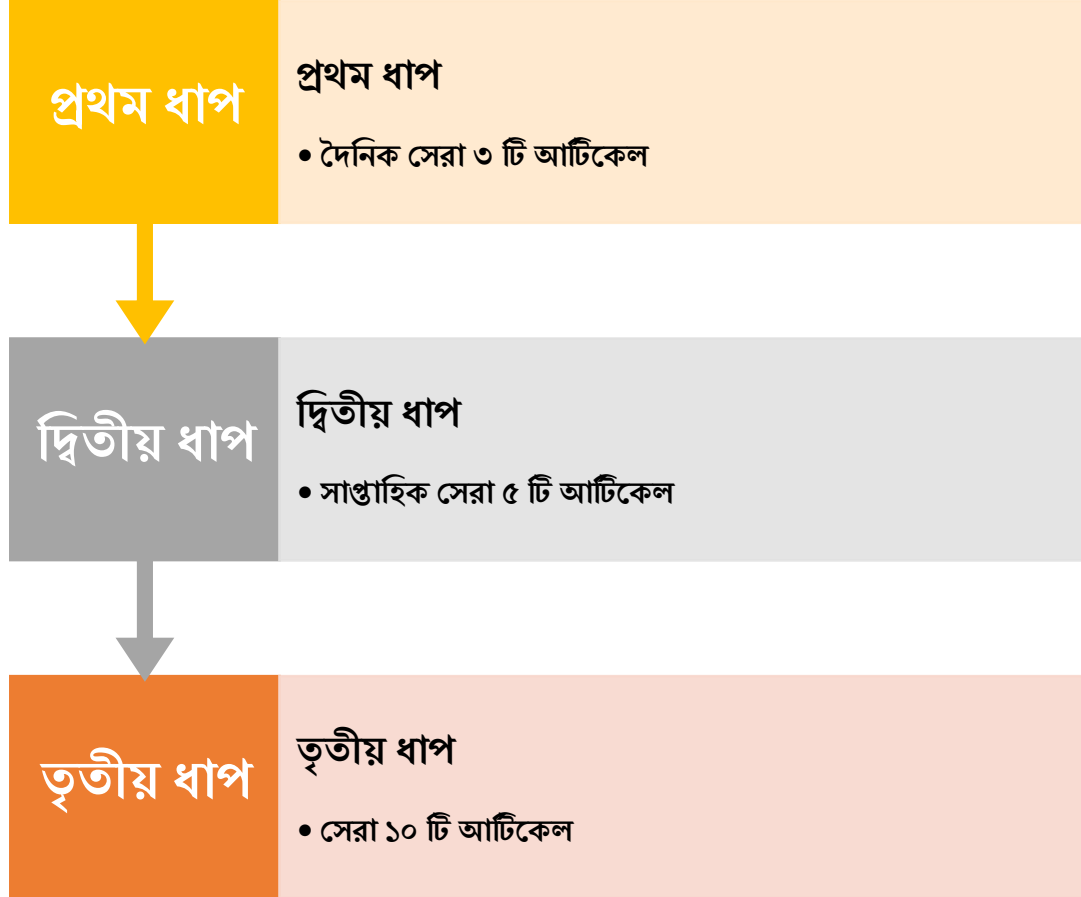 প্রথম ধাপ
প্রথম ধাপ
• দৈনিক সেরা ৩ টি আর্টিকেল
দ্বিতীয় ধাপ
দ্বিতীয় ধাপ
• সাপ্তাহিক সেরা ৫ টি আর্টিকেল
তৃতীয় ধাপ
তৃতীয় ধাপ
• সেরা ১০ টি আর্টিকেল